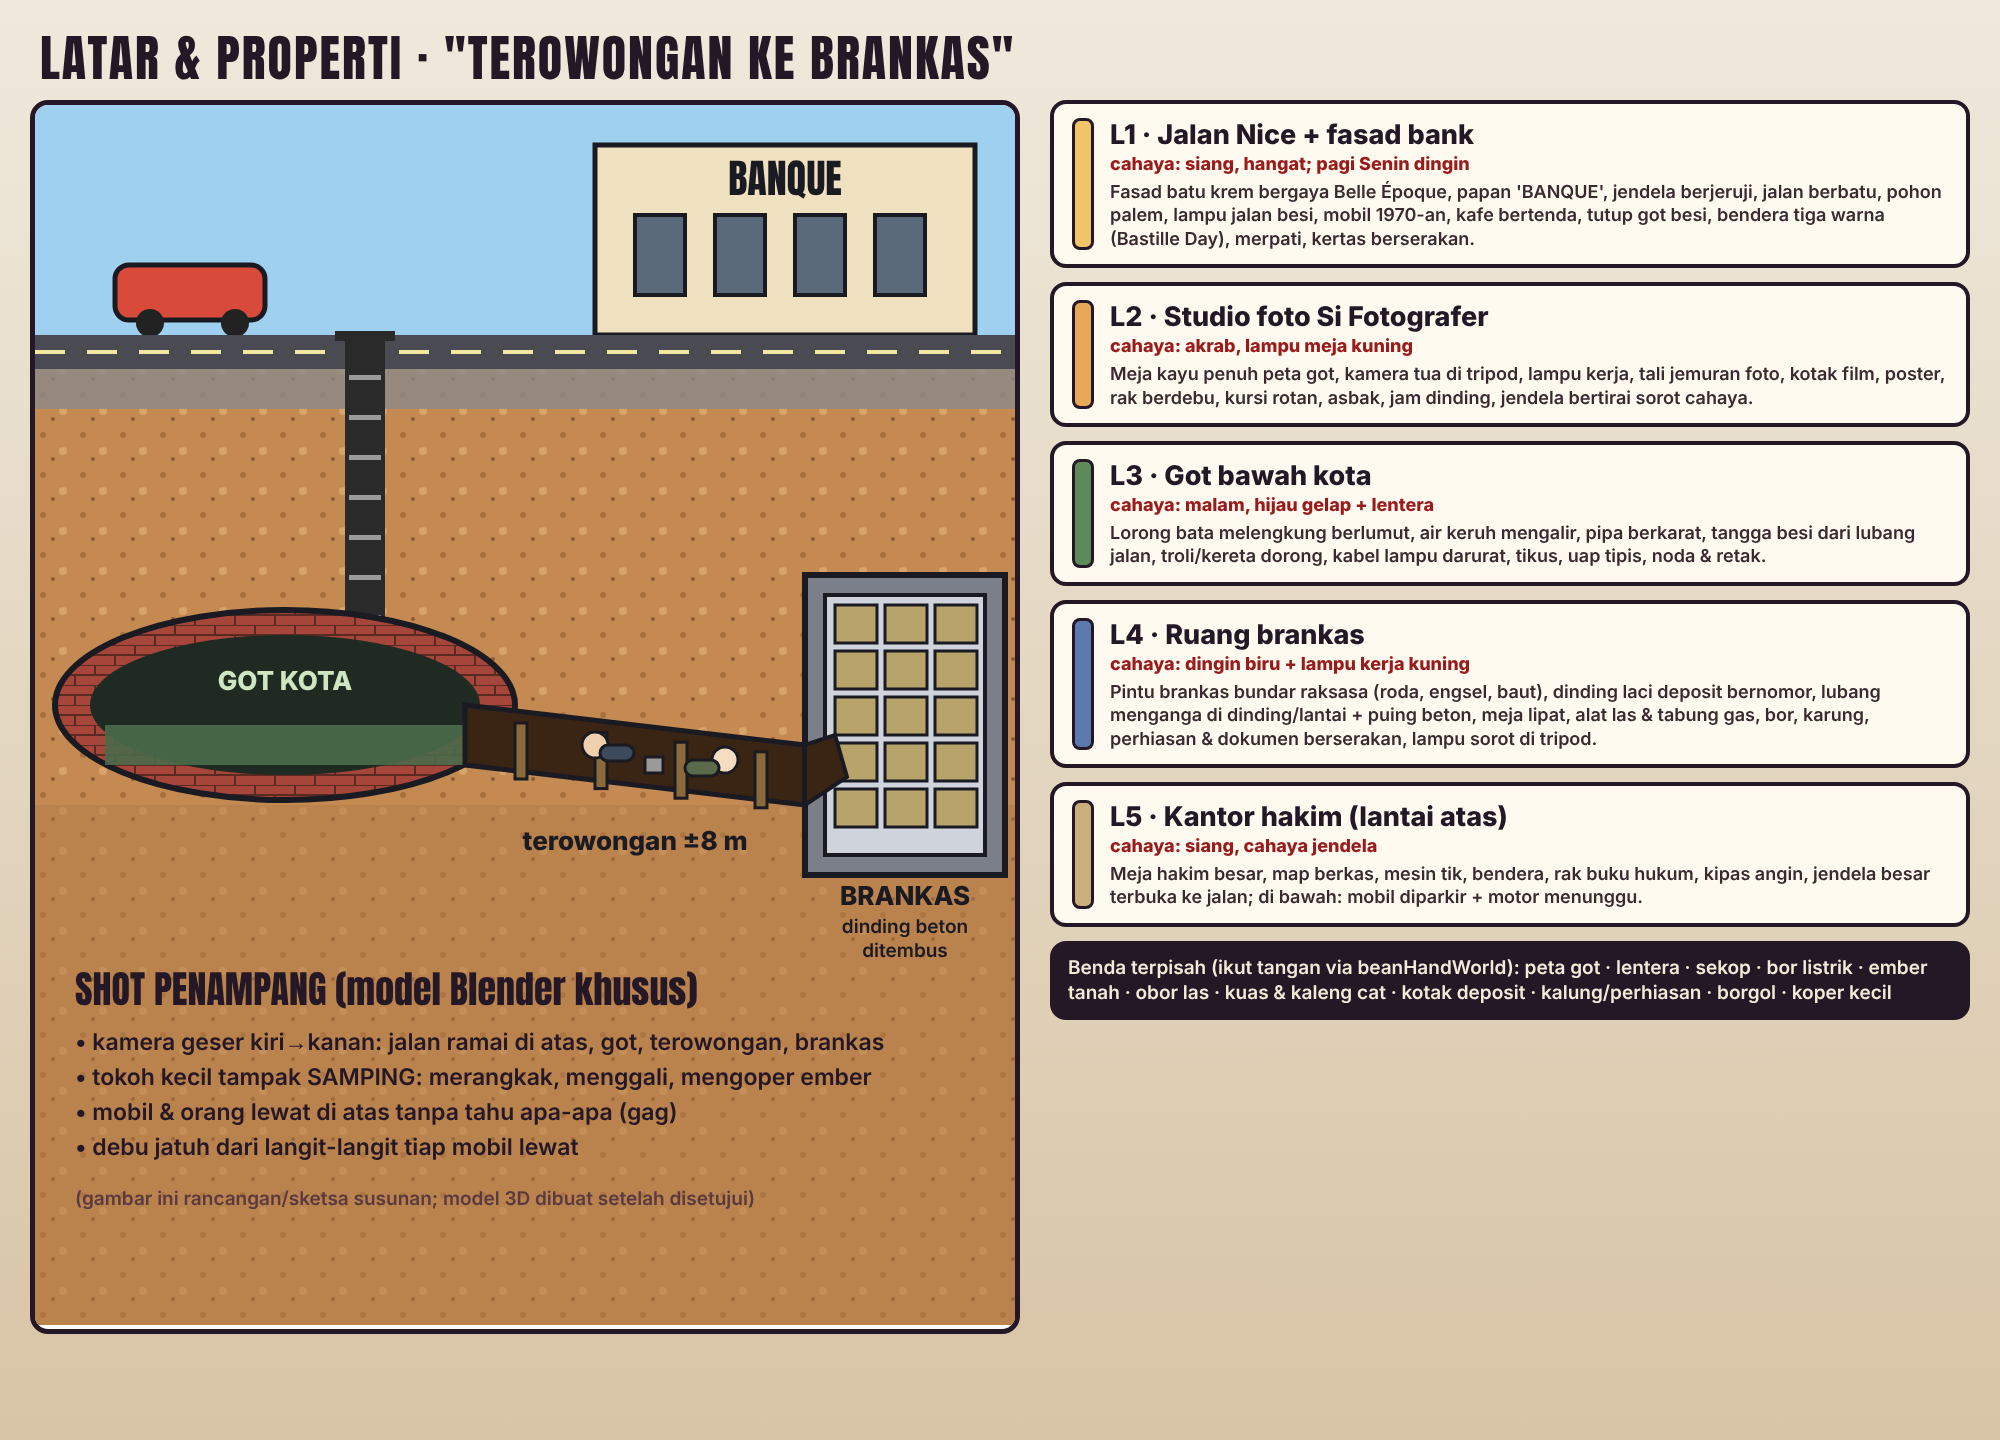 LATAR & PROPERTI · "TEROWONGAN KE BRANKAS"
BANQUE
GOT KOTA
terowongan ±8 m
BRANKAS
dinding beton
ditembus
SHOT PENAMPANG (model Blender khusus)
• kamera geser kiri→kanan: jalan ramai di atas, got, terowongan, brankas
• tokoh kecil tampak SAMPING: merangkak, menggali, mengoper ember
• mobil & orang lewat di atas tanpa tahu apa-apa (gag)
• debu jatuh dari langit-langit tiap mobil lewat
(gambar ini rancangan/sketsa susunan; model 3D dibuat setelah disetujui)
L1 · Jalan Nice + fasad bank
cahaya: siang, hangat; pagi Senin dingin
Fasad batu krem bergaya Belle Époque, papan 'BANQUE', jendela berjeruji, jalan berbatu, pohon
palem, lampu jalan besi, mobil 1970-an, kafe bertenda, tutup got besi, bendera tiga warna
(Bastille Day), merpati, kertas berserakan.
L2 · Studio foto Si Fotografer
cahaya: akrab, lampu meja kuning
Meja kayu penuh peta got, kamera tua di tripod, lampu kerja, tali jemuran foto, kotak film, poster,
rak berdebu, kursi rotan, asbak, jam dinding, jendela bertirai sorot cahaya.
L3 · Got bawah kota
cahaya: malam, hijau gelap + lentera
Lorong bata melengkung berlumut, air keruh mengalir, pipa berkarat, tangga besi dari lubang
jalan, troli/kereta dorong, kabel lampu darurat, tikus, uap tipis, noda & retak.
L4 · Ruang brankas
cahaya: dingin biru + lampu kerja kuning
Pintu brankas bundar raksasa (roda, engsel, baut), dinding laci deposit bernomor, lubang
menganga di dinding/lantai + puing beton, meja lipat, alat las & tabung gas, bor, karung,
perhiasan & dokumen berserakan, lampu sorot di tripod.
L5 · Kantor hakim (lantai atas)
cahaya: siang, cahaya jendela
Meja hakim besar, map berkas, mesin tik, bendera, rak buku hukum, kipas angin, jendela besar
terbuka ke jalan; di bawah: mobil diparkir + motor menunggu.
Benda terpisah (ikut tangan via beanHandWorld): peta got · lentera · sekop · bor listrik · ember
tanah · obor las · kuas & kaleng cat · kotak deposit · kalung/perhiasan · borgol · koper kecil